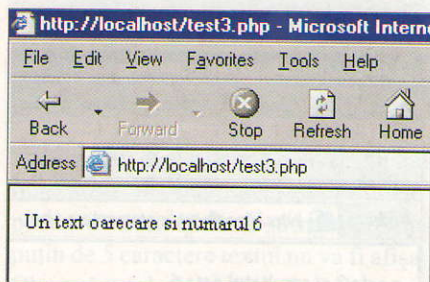 http://localhost/test3.php - Microsoft Intern
File Edit View Favorites Tools Help
Back Forward Stop Refresh Home
Address http://localhost/test3.php
Un text oarecare si numarul 6